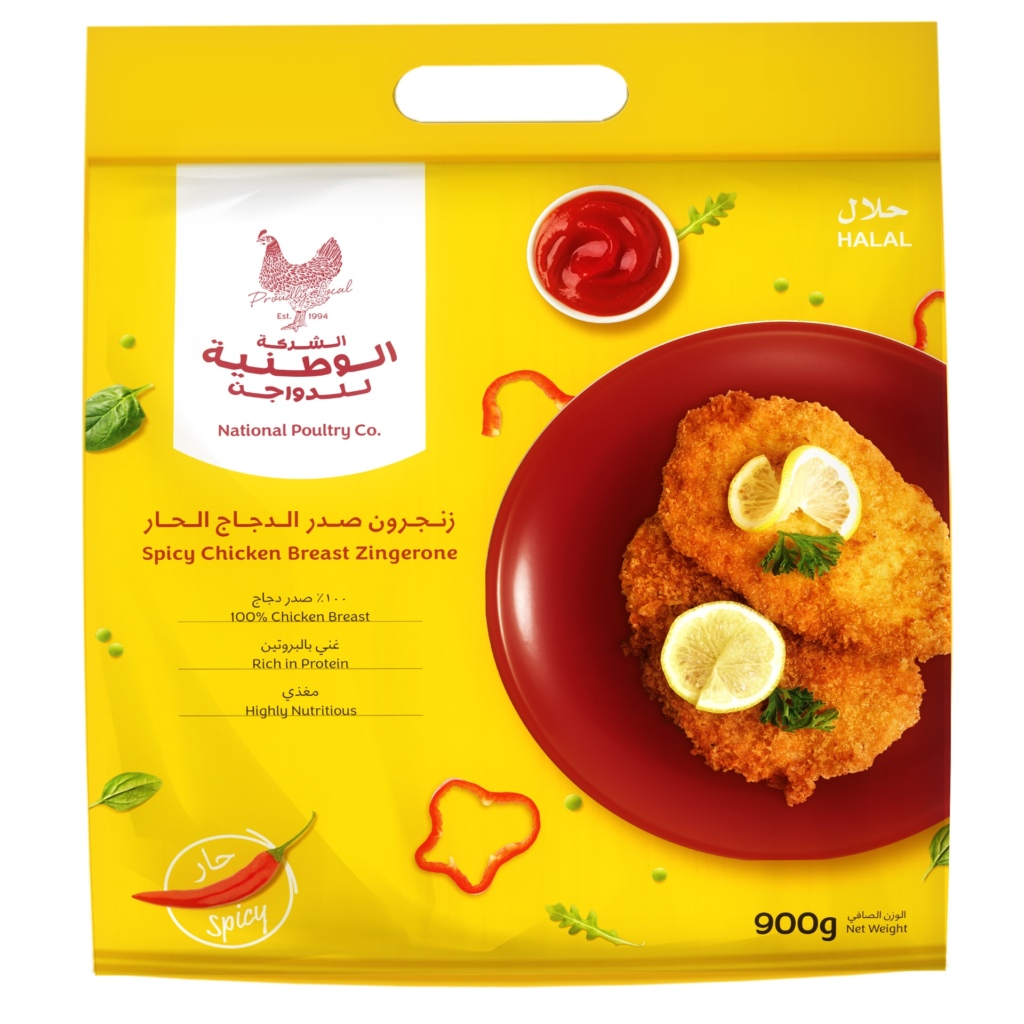 حلال
HALAL
Proudly Local
Est. 1994
الشركة
الوطنية
للدواجن
National Poultry Co.
زنجرون صدر الدجاج الحار
Spicy Chicken Breast Zingerone
١٠٠٪ صدر دجاج
100% Chicken Breast
غني بالبروتين
Rich in Protein
مغذي
Highly Nutritious
حار
Spicy
900g
الوزن الصافي
Net Weight